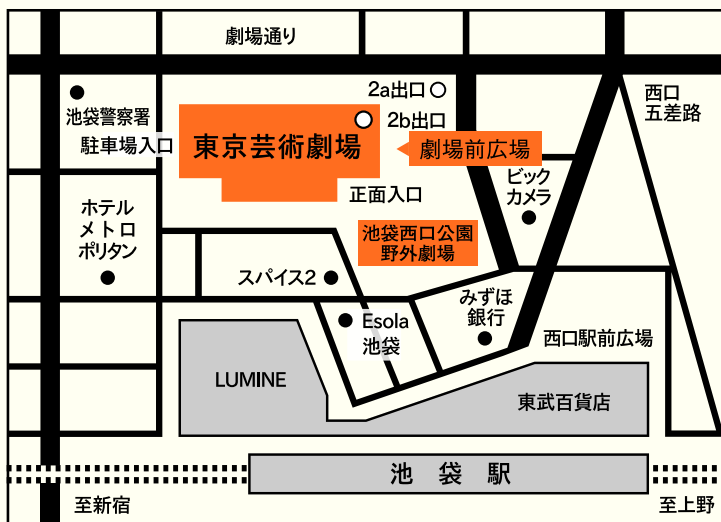 劇場通り
2a出口
西口
五差路
池袋警察署
2b出口
駐車場入口
東京芸術劇場
劇場前広場
ビック
カメラ
正面入口
ホテル
メトロ
ポリタン
池袋西口公園
野外劇場
スパイス2
みずほ
銀行
Esola
池袋
西口駅前広場
LUMINE
東武百貨店
池袋駅
至新宿
至上野